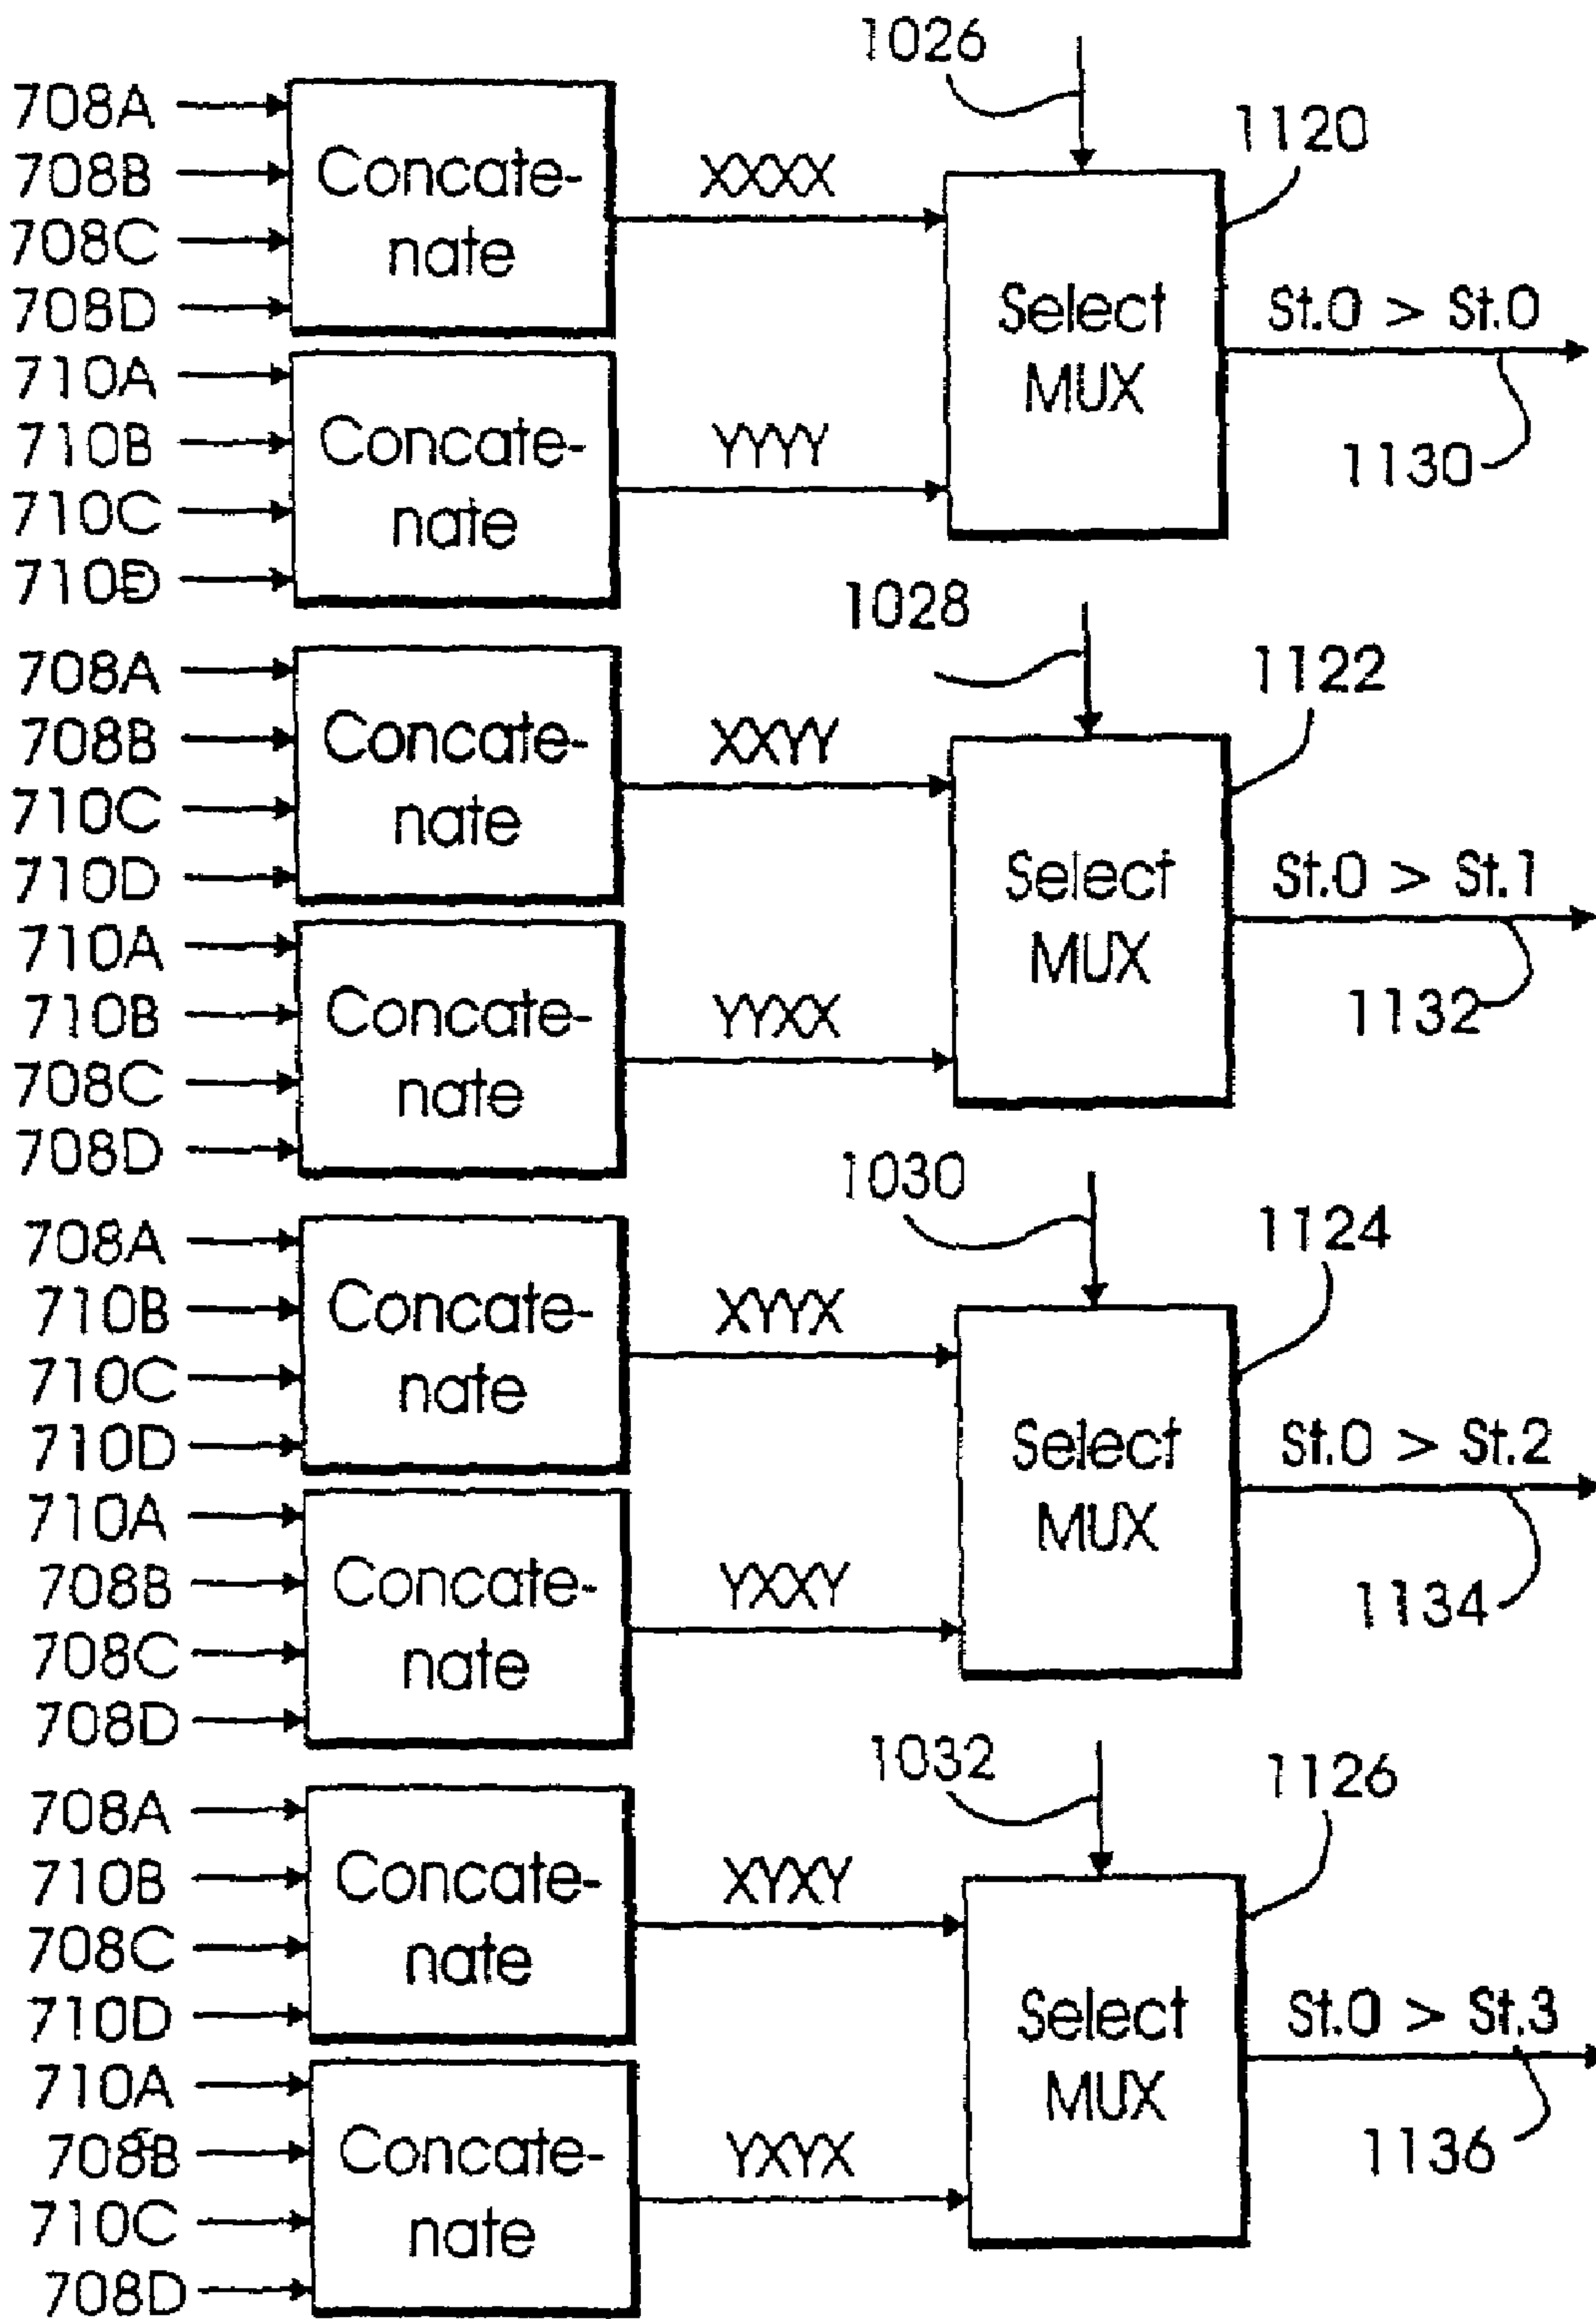 1026
708A
708B
708C
708D
Concate-
nate
XXXX
1120
Select
MUX
St.0 > St.0
1130
710A
710B
710C
710D
Concate-
nate
YYYY
1028
708A
708B
710C
710D
Concate-
nate
XXYY
1122
Select
MUX
St.0 > St.1
1132
710A
710B
708C
708D
Concate-
nate
YYXX
1030
708A
710B
710C
710D
Concate-
nate
XYYX
1124
Select
MUX
St.0 > St.2
1134
710A
708B
708C
708D
Concate-
nate
YXXY
1032
708A
710B
708C
710D
Concate-
nate
XYXY
1126
Select
MUX
St.0 > St.3
1136
710A
708B
710C
708D
Concate-
nate
YXYX